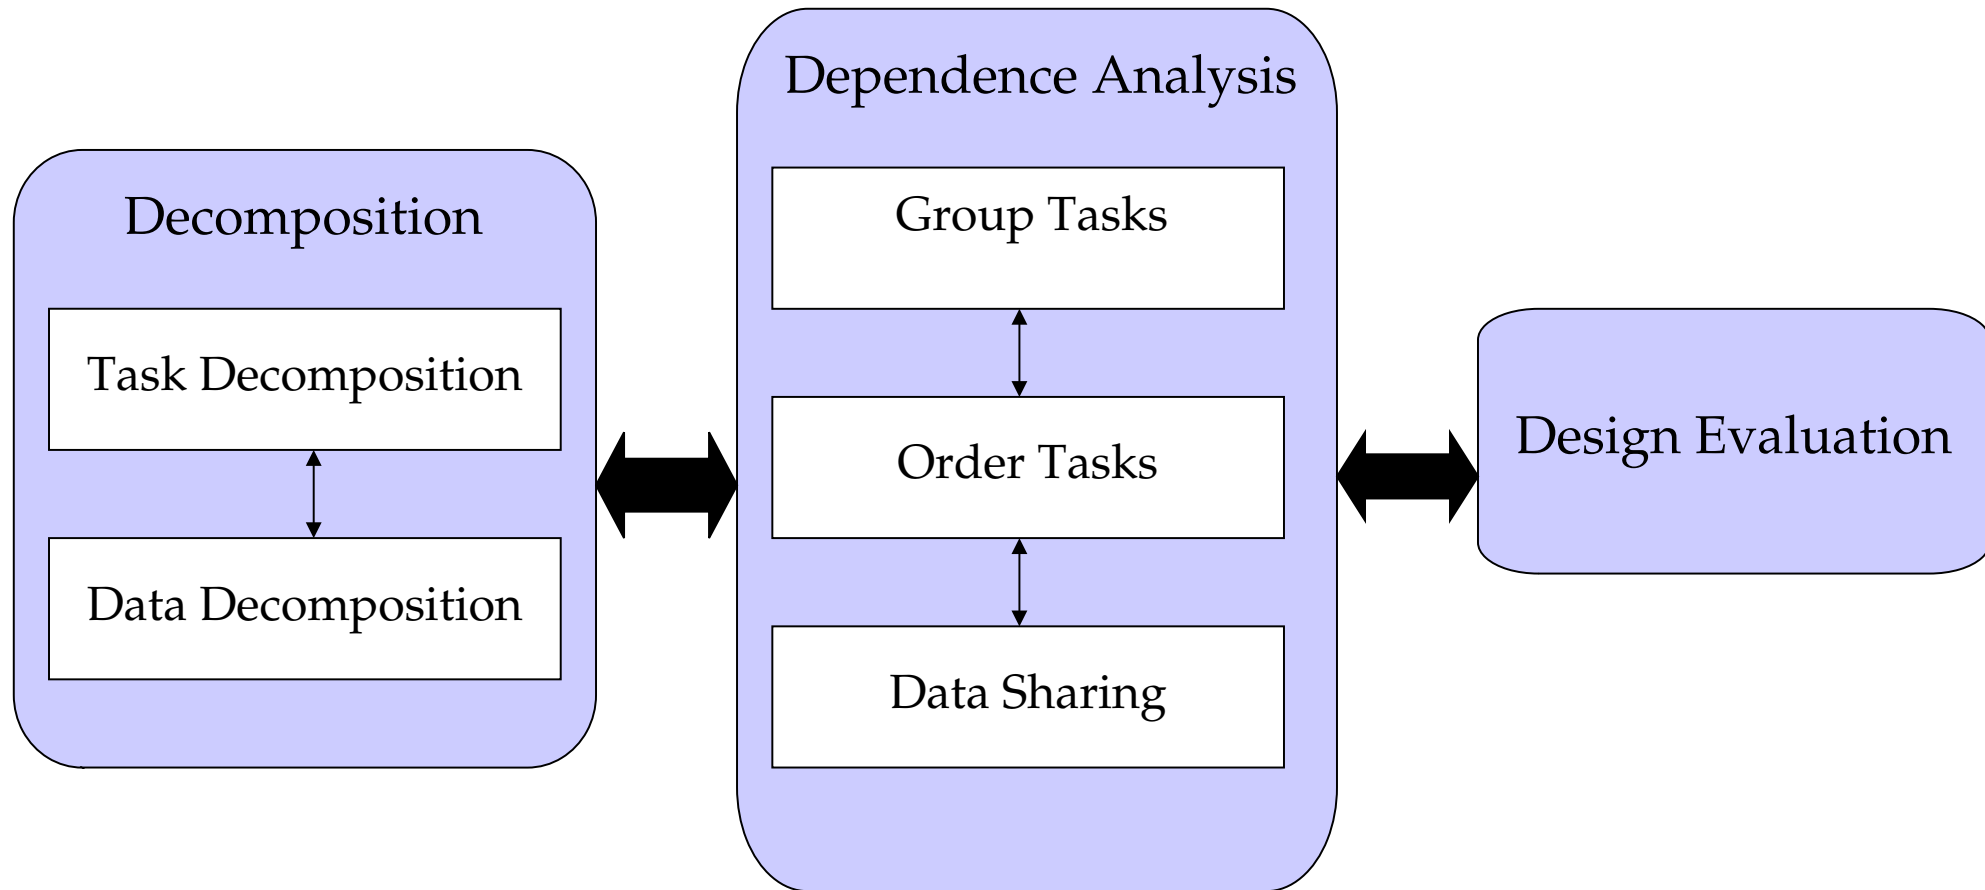 Decomposition
Task Decomposition
Data Decomposition
Dependence Analysis
Group Tasks
Order Tasks
Data Sharing
Design Evaluation